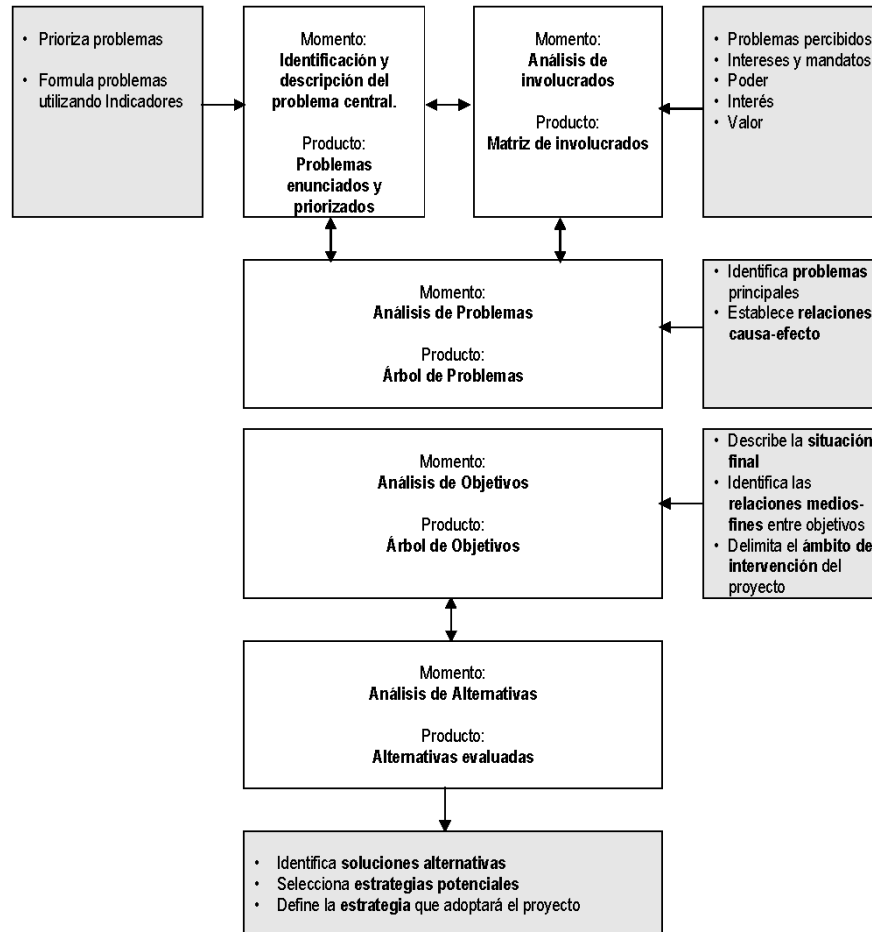 • Prioriza problemas
• Formula problemas
utilizando Indicadores
Momento:
Identificación y
descripción del
problema central.
Producto:
Problemas
enunciados y
priorizados
Momento:
Análisis de
involucrados
Producto:
Matriz de involucrados
• Problemas percibidos
• Intereses y mandatos
• Poder
• Interés
• Valor
Momento:
Análisis de Problemas
Producto:
Árbol de Problemas
• Identifica problemas
principales
• Establece relaciones
causa-efecto
Momento:
Análisis de Objetivos
Producto:
Árbol de Objetivos
• Describe la situación
final
• Identifica las
relaciones medios-
fines entre objetivos
• Delimita el ámbito de
intervención del
proyecto
Momento:
Análisis de Alternativas
Producto:
Alternativas evaluadas
• Identifica soluciones alternativas
• Selecciona estrategias potenciales
• Define la estrategia que adoptará el proyecto